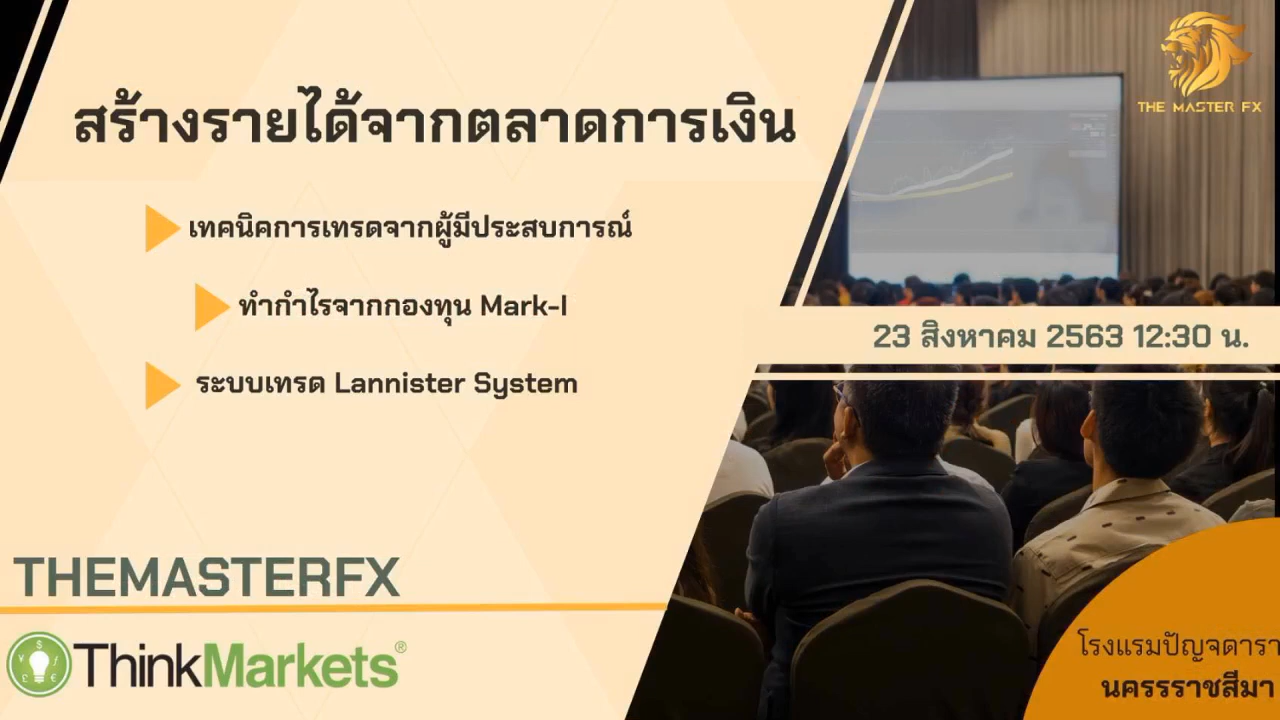 สร้างรายได้จากตลาดการเงิน
เทคนิคการเทรดจากผู้มีประสบการณ์
ทำกำไรจากกองทุน Mark-I
ระบบเทรด Lannister System
THE MASTER FX
23 สิงหาคม 2563 12:30 น.
THEMASTERFX
ThinkMarkets®
โรงแรมปัญจดารา
นครรราชสีมา